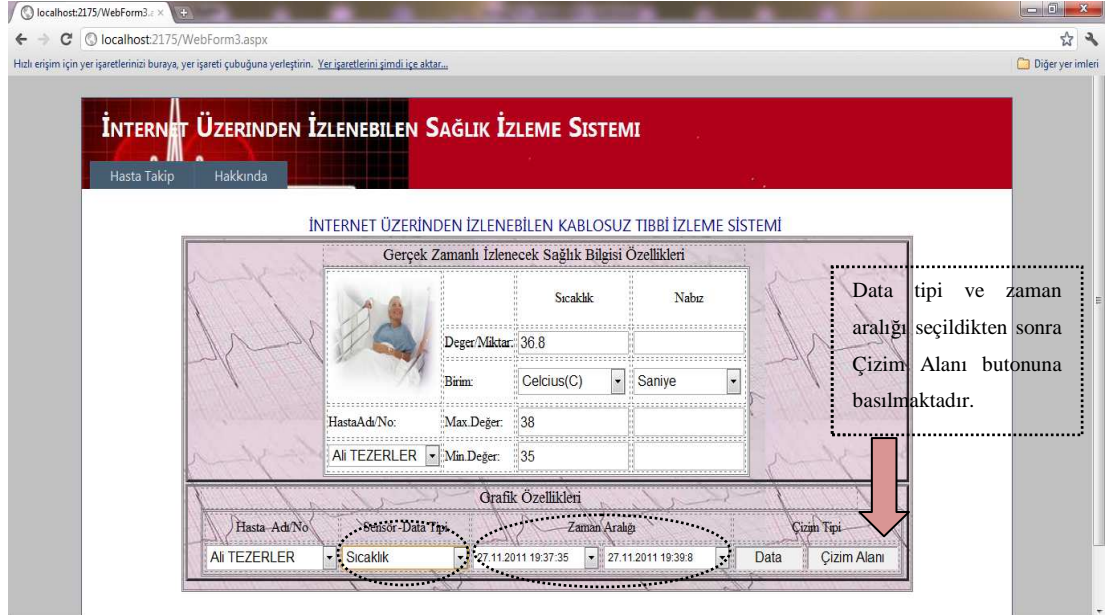 localhost:2175/WebForm3.a
localhost:2175/WebForm3.aspx
Hızlı erişim için yer işaretlerinizi buraya, yer işareti çubuğuna yerleştirin. Yer işaretlerini şimdi içe aktar...
Diğer yer imleri
İNTERNET ÜZERINDEN İZLENEBILEN SAĞLIK İZLEME SISTEMI
Hasta Takip Hakkında
İNTERNET ÜZERİNDEN İZLENEBİLEN KABLOSUZ TIBBİ İZLEME SİSTEMİ
Gerçek Zamanlı İzlenecek Sağlık Bilgisi Özellikleri
Sıcaklık Nabız
Deger/Miktar: 36.8
Birim: Celcius(C) Saniye
HastaAdı/No: Max.Değer: 38
Ali TEZERLER Min.Değer: 35
Data tipi ve zaman
aralığı seçildikten sonra
Çizim Alanı butonuna
basılmaktadır.
Grafik Özellikleri
Hasta Adı/No Sensör-Data Tipi Zaman Aralığı Çizim Tipi
Ali TEZERLER Sıcaklık 27.11.2011 19:37:35 27.11.2011 19:39:8 Data Çizim Alanı